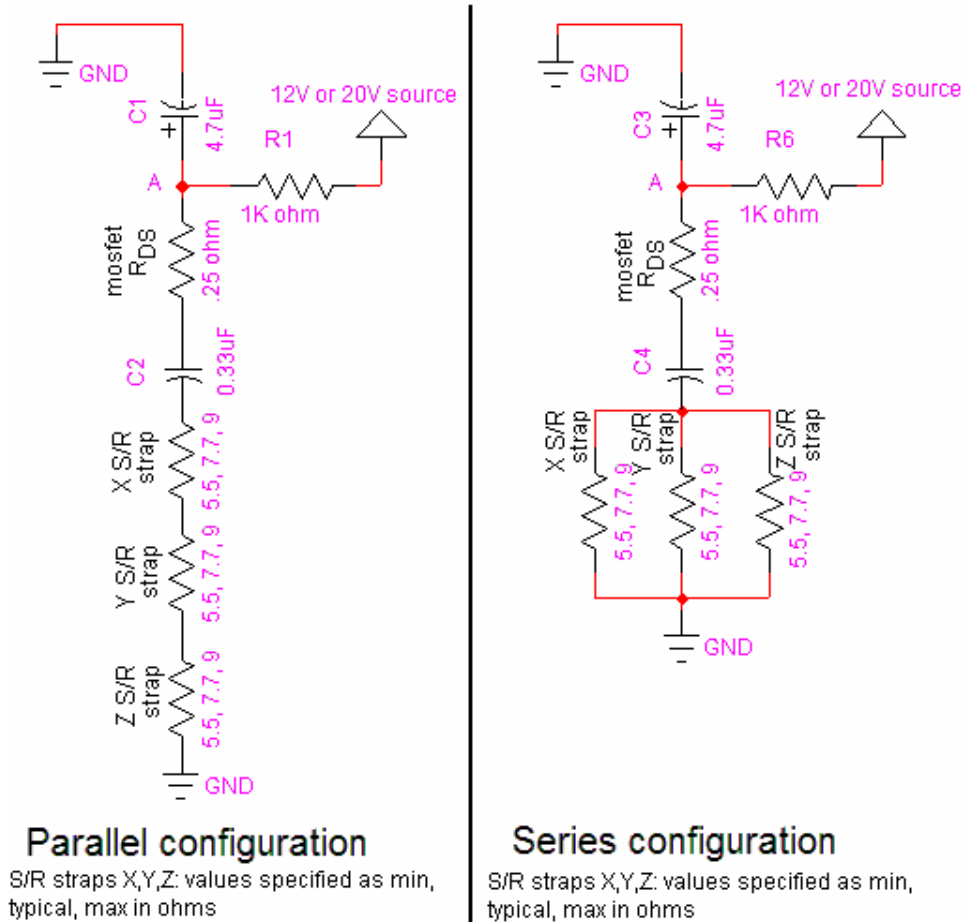 GND
C1
4.7uF
12V or 20V source
R1
A
1K ohm
mosfet
RDS
.25 ohm
C2
0.33uF
X S/R
strap
5.5, 7.7, 9
Y S/R
strap
5.5, 7.7, 9
Z S/R
strap
5.5, 7.7, 9
GND
Parallel configuration
S/R straps X,Y,Z: values specified as min,
typical, max in ohms
GND
C3
4.7uF
12V or 20V source
R6
A
1K ohm
mosfet
RDS
.25 ohm
C4
0.33uF
X S/R
strap
5.5, 7.7, 9
Y S/R
strap
5.5, 7.7, 9
Z S/R
strap
5.5, 7.7, 9
GND
Series configuration
S/R straps X,Y,Z: values specified as min,
typical, max in ohms